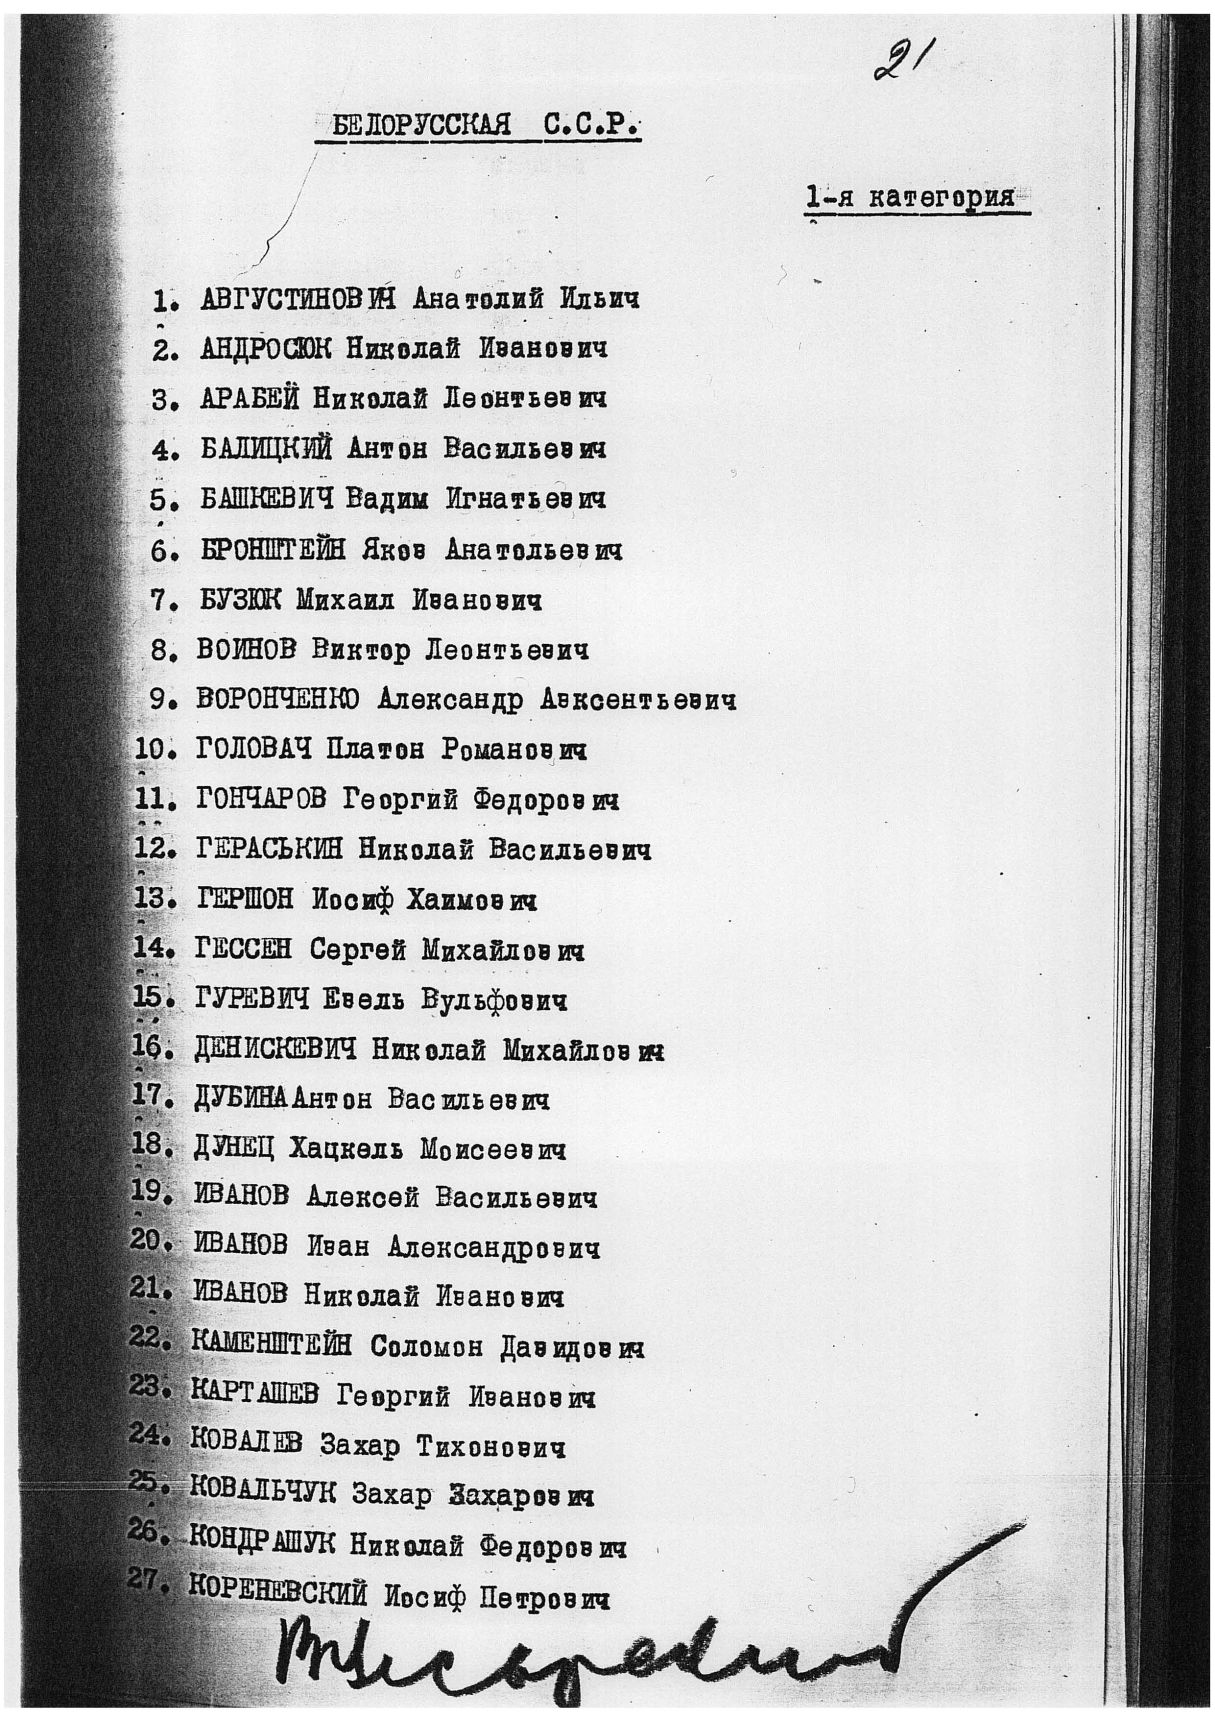 21
БЕЛОРУССКАЯ С.С.Р.
1-я категория
1. АВГУСТИНОВИЧ Анатолий Ильич
2. АНДРОСЮК Николай Иванович
3. АРАБЕЙ Николай Леонтьевич
4. БАЛИЦКИЙ Антон Васильевич
5. БАШКЕВИЧ Вадим Игнатьевич
6. БРОНШТЕЙН Яков Анатольевич
7. БУЗЮК Михаил Иванович
8. ВОИНОВ Виктор Леонтьевич
9. ВОРОНЧЕНКО Александр Авксентьевич
10. ГОЛОВАЧ Платон Романович
11. ГОНЧАРОВ Георгий Федорович
12. ГЕРАСЬКИН Николай Васильевич
13. ГЕРШОН Иосиф Хаимович
14. ГЕССЕН Сергей Михайлович
15. ГУРЕВИЧ Евель Вульфович
16. ДЕНИСКЕВИЧ Николай Михайлович
17. ДУБИНА Антон Васильевич
18. ДУНЕЦ Хацкель Моисеевич
19. ИВАНОВ Алексей Васильевич
20. ИВАНОВ Иван Александрович
21. ИВАНОВ Николай Иванович
22. КАМЕНШТЕЙН Соломон Давидович
23. КАРТАШЕВ Георгий Иванович
24. КОВАЛЕВ Захар Тихонович
25. КОВАЛЬЧУК Захар Захарович
26. КОНДРАШУК Николай Федорович
27. КОРЕНЕВСКИЙ Иосиф Петрович